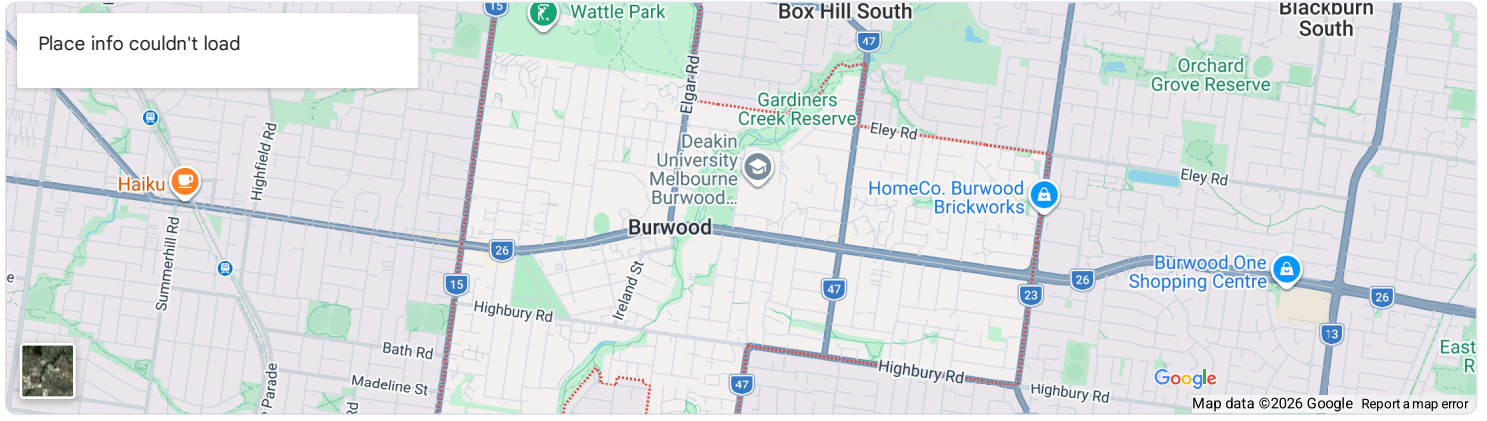 Place info couldn't load
15
Wattle Park
Box Hill South
47
Blackburn
South
Orchard
Grove Reserve
Elgar Rd
Gardiners
Creek Reserve
Eley Rd
Highfield Rd
Deakin
University
Melbourne
Burwood...
Haiku
HomeCo. Burwood
Brickworks
Eley Rd
Burwood
26
Summerhill Rd
15
Ireland St
47
23
26
Burwood One
Shopping Centre
26
13
Highbury Rd
Bath Rd
Madeline St
Parade
Rd
47
Highbury Rd
Highbury Rd
East
R
e
Google
Map data ©2026 Google
Report a map error